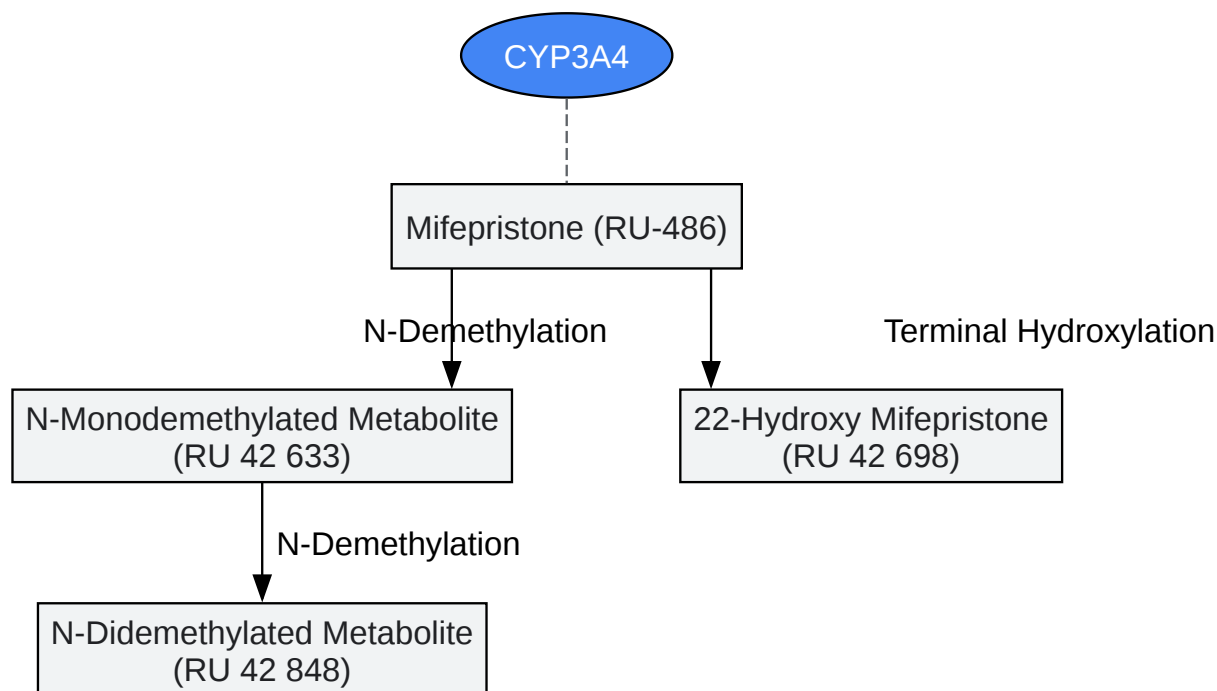 CYP3A4
Mifepristone (RU-486)
N-Demethylation
Terminal Hydroxylation
N-Monodemethylated Metabolite
(RU 42 633)
22-Hydroxy Mifepristone
(RU 42 698)
N-Demethylation
N-Didemethylated Metabolite
(RU 42 848)